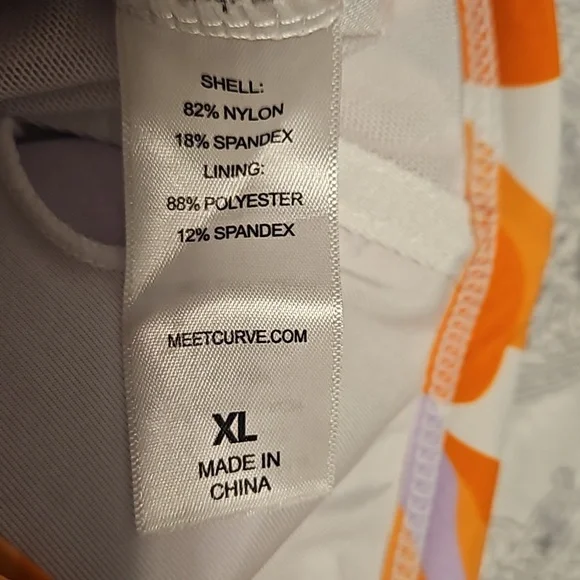 SHELL:
82% NYLON
18% SPANDEX
LINING:
88% POLYESTER
12% SPANDEX
MEETCURVE.COM
XL
MADE IN
CHINA